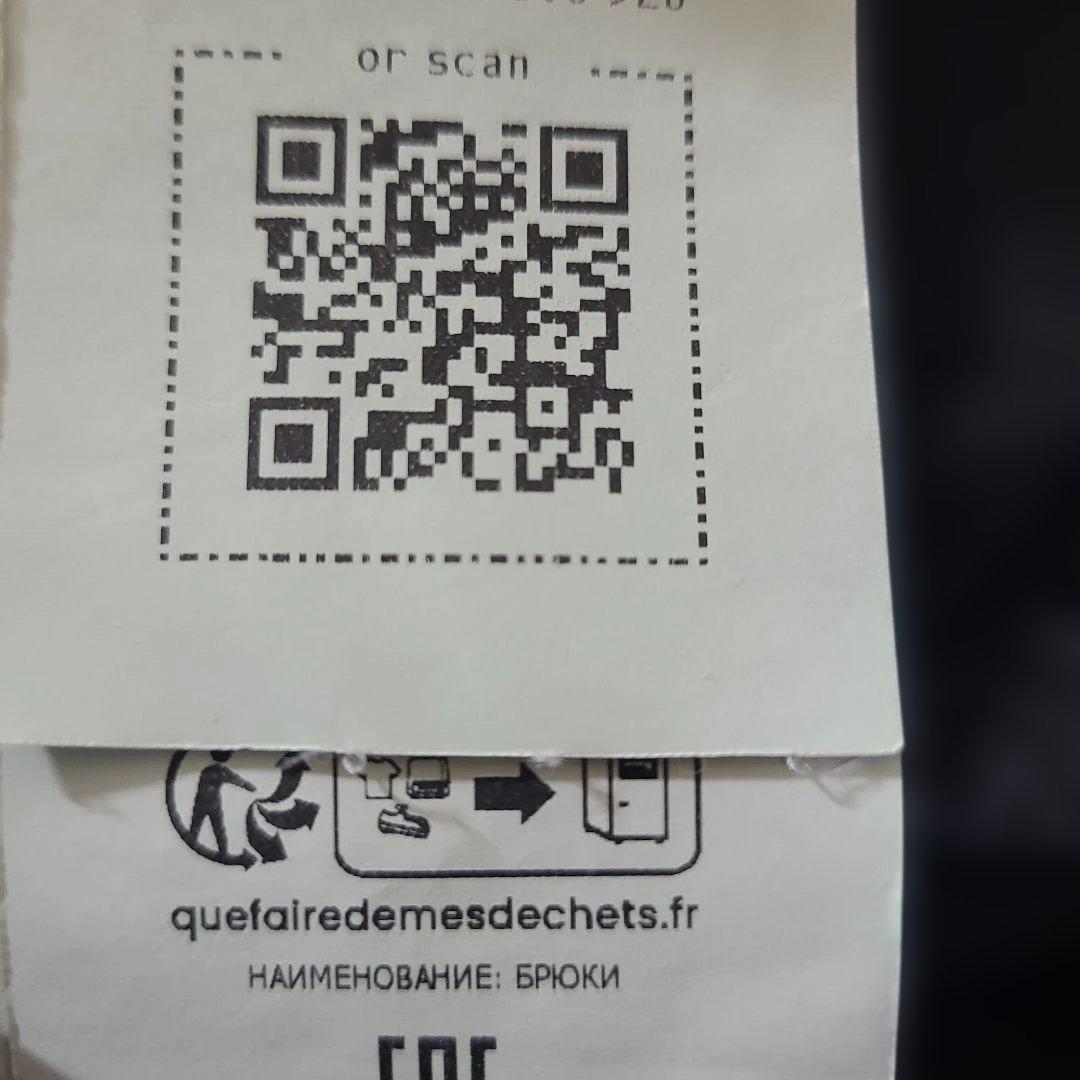 or scan
quefairedemesdechets.fr
НАИМЕНОВАНИЕ: БРЮКИ